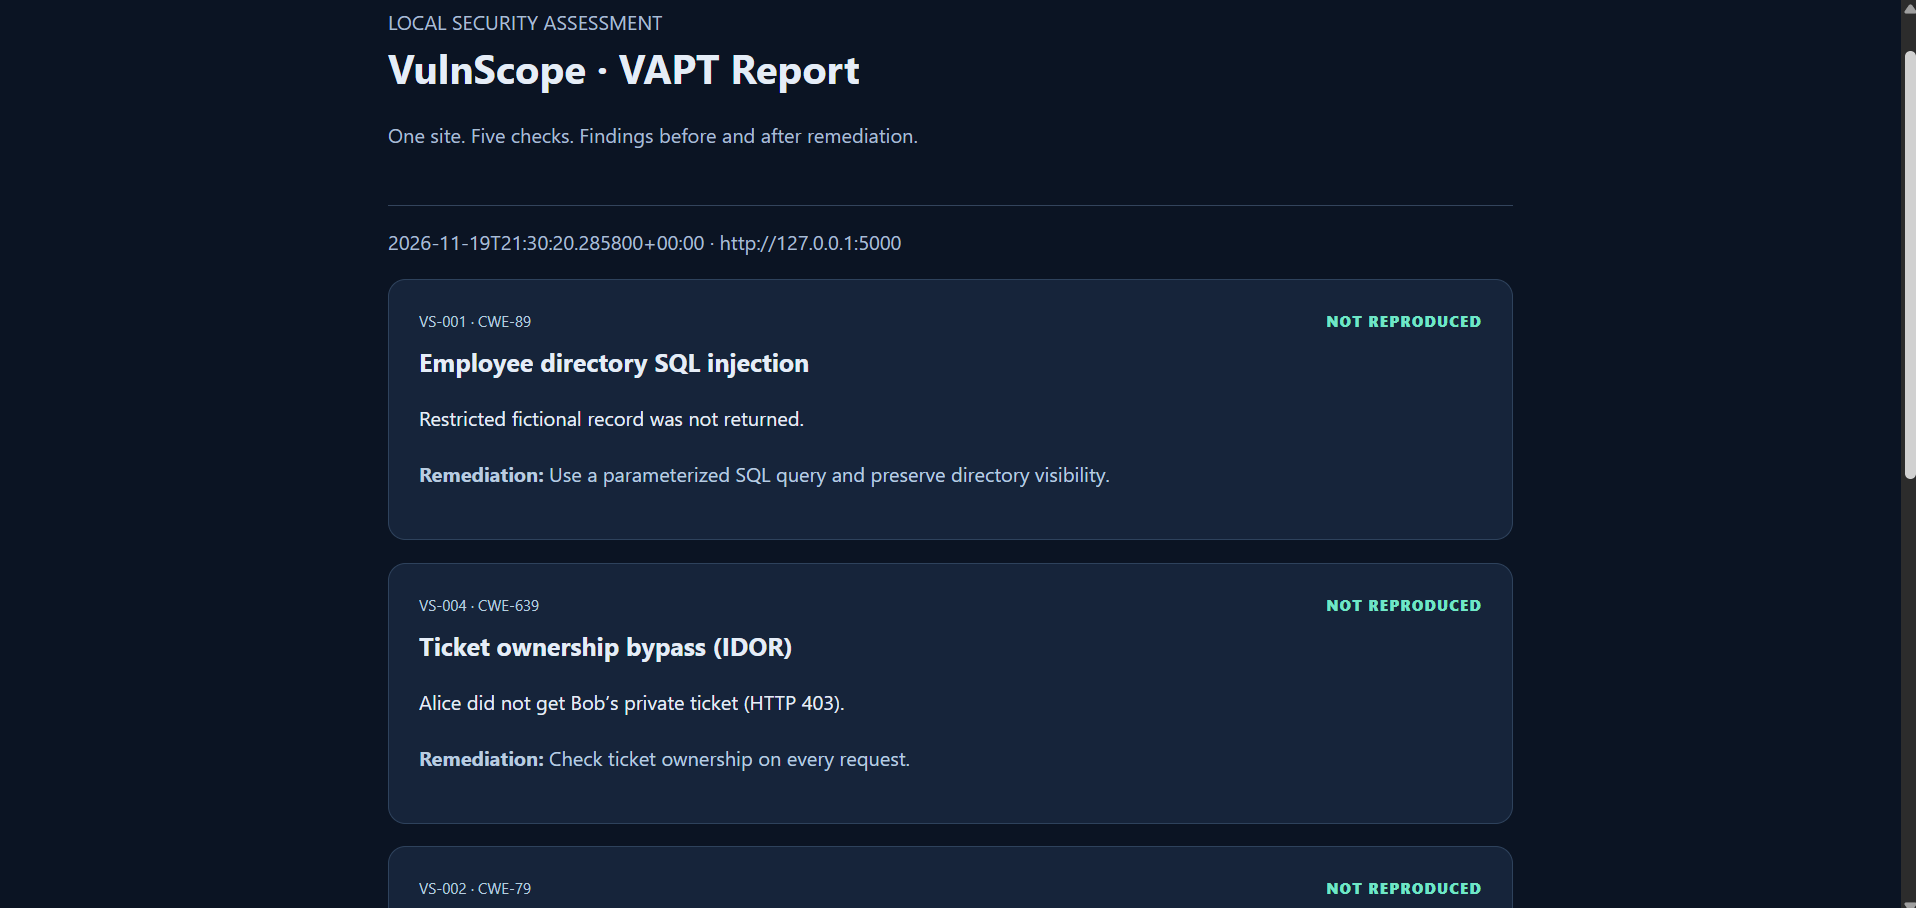 LOCAL SECURITY ASSESSMENT
VulnScope · VAPT Report
One site. Five checks. Findings before and after remediation.
2026-11-19T21:30:20.285800+00:00 · http://127.0.0.1:5000
VS-001 · CWE-89
NOT REPRODUCED
Employee directory SQL injection
Restricted fictional record was not returned.
Remediation: Use a parameterized SQL query and preserve directory visibility.
VS-004 · CWE-639
NOT REPRODUCED
Ticket ownership bypass (IDOR)
Alice did not get Bob’s private ticket (HTTP 403).
Remediation: Check ticket ownership on every request.
VS-002 · CWE-79
NOT REPRODUCED